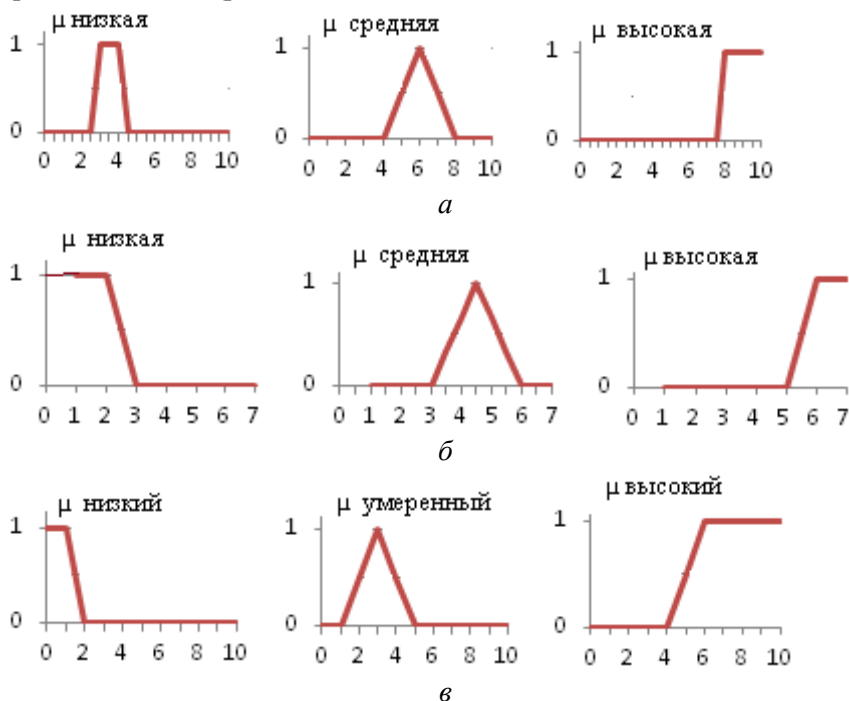 μ низкая
μ средняя
μ высокая
1
1
1
0
0
0
0 2 4 6 8 10
0 2 4 6 8 10
0 2 4 6 8 10
а
μ низкая
μ средняя
μ высокая
1
1
1
0
0
0
0 1 2 3 4 5 6 7
0 1 2 3 4 5 6 7
0 1 2 3 4 5 6 7
б
μ низкий
μ умеренный
μ высокий
1
1
1
0
0
0
0 2 4 6 8 10
0 2 4 6 8 10
0 2 4 6 8 10
в